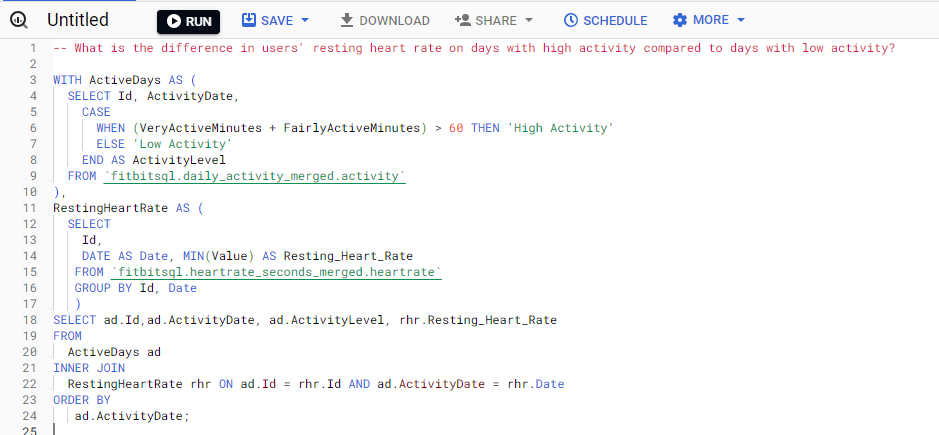 Untitled RUN SAVE DOWNLOAD SHARE SCHEDULE MORE
1 -- What is the difference in users' resting heart rate on days with high activity compared to days with low activity?
2
3 WITH ActiveDays AS (
4 SELECT Id, ActivityDate,
5 CASE
6 WHEN (VeryActiveMinutes + FairlyActiveMinutes) > 60 THEN 'High Activity'
7 ELSE 'Low Activity'
8 END AS ActivityLevel
9 FROM `fitbitsql.daily_activity_merged.activity`
10 ),
11 RestingHeartRate AS (
12 SELECT
13 Id,
14 DATE AS Date, MIN(Value) AS Resting_Heart_Rate
15 FROM `fitbitsql.heartrate_seconds_merged.heartrate`
16 GROUP BY Id, Date
17 )
18 SELECT ad.Id,ad.ActivityDate, ad.ActivityLevel, rhr.Resting_Heart_Rate
19 FROM
20 ActiveDays ad
21 INNER JOIN
22 RestingHeartRate rhr ON ad.Id = rhr.Id AND ad.ActivityDate = rhr.Date
23 ORDER BY
24 ad.ActivityDate;
25